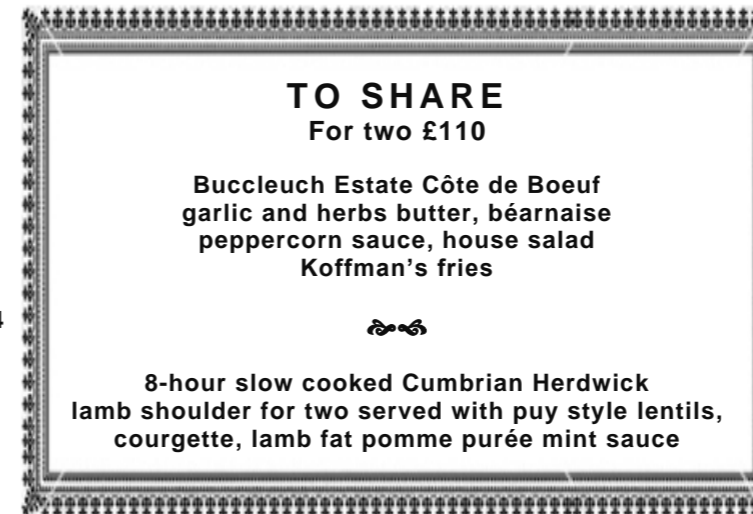 TO SHARE
For two £110
Buccleuch Estate Côte de Boeuf
garlic and herbs butter, béarnaise
peppercorn sauce, house salad
Koffman’s fries
8-hour slow cooked Cumbrian Herdwick
lamb shoulder for two served with puy style lentils,
courgette, lamb fat pomme purée mint sauce